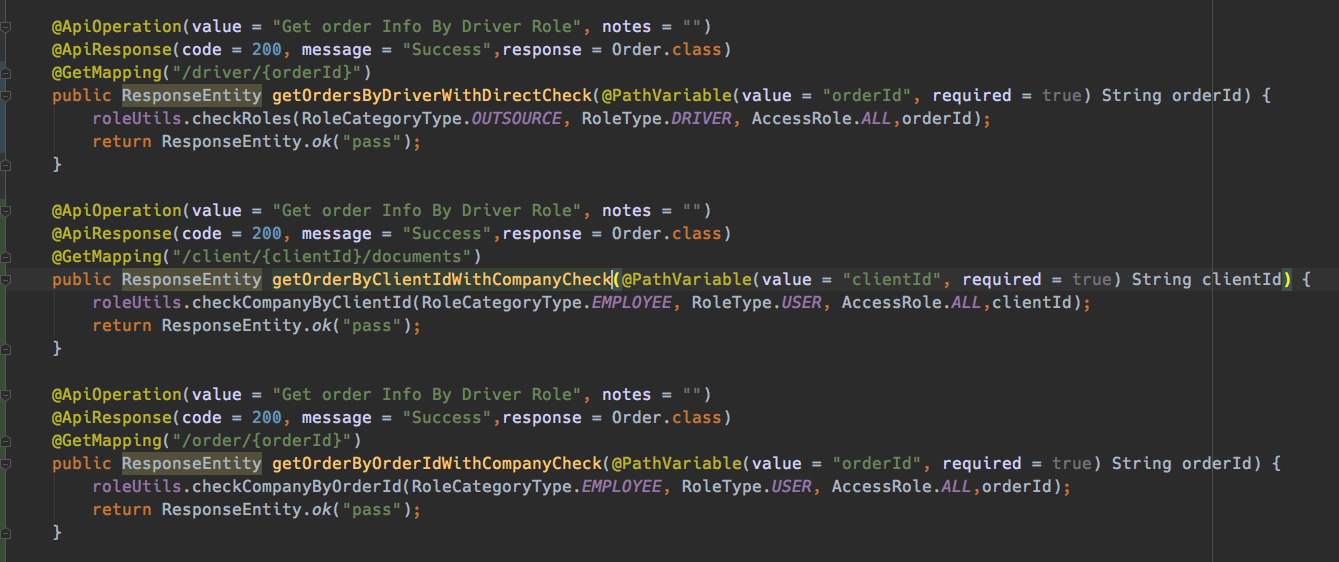 @ApiOperation(value = "Get order Info By Driver Role", notes = "")
@ApiResponse(code = 200, message = "Success",response = Order.class)
@GetMapping("/driver/{orderId}")
public ResponseEntity getOrdersByDriverWithDirectCheck(@PathVariable(value = "orderId", required = true) String orderId) {
roleUtils.checkRoles(RoleCategoryType.OUTSOURCE, RoleType.DRIVER, AccessRole.ALL,orderId);
return ResponseEntity.ok("pass");
}
@ApiOperation(value = "Get order Info By Driver Role", notes = "")
@ApiResponse(code = 200, message = "Success",response = Order.class)
@GetMapping("/client/{clientId}/documents")
public ResponseEntity getOrderByClientIdWithCompanyCheck(@PathVariable(value = "clientId", required = true) String clientId) {
roleUtils.checkCompanyByClientId(RoleCategoryType.EMPLOYEE, RoleType.USER, AccessRole.ALL,clientId);
return ResponseEntity.ok("pass");
}
@ApiOperation(value = "Get order Info By Driver Role", notes = "")
@ApiResponse(code = 200, message = "Success",response = Order.class)
@GetMapping("/order/{orderId}")
public ResponseEntity getOrderByOrderIdWithCompanyCheck(@PathVariable(value = "orderId", required = true) String orderId) {
roleUtils.checkCompanyByOrderId(RoleCategoryType.EMPLOYEE, RoleType.USER, AccessRole.ALL,orderId);
return ResponseEntity.ok("pass");
}